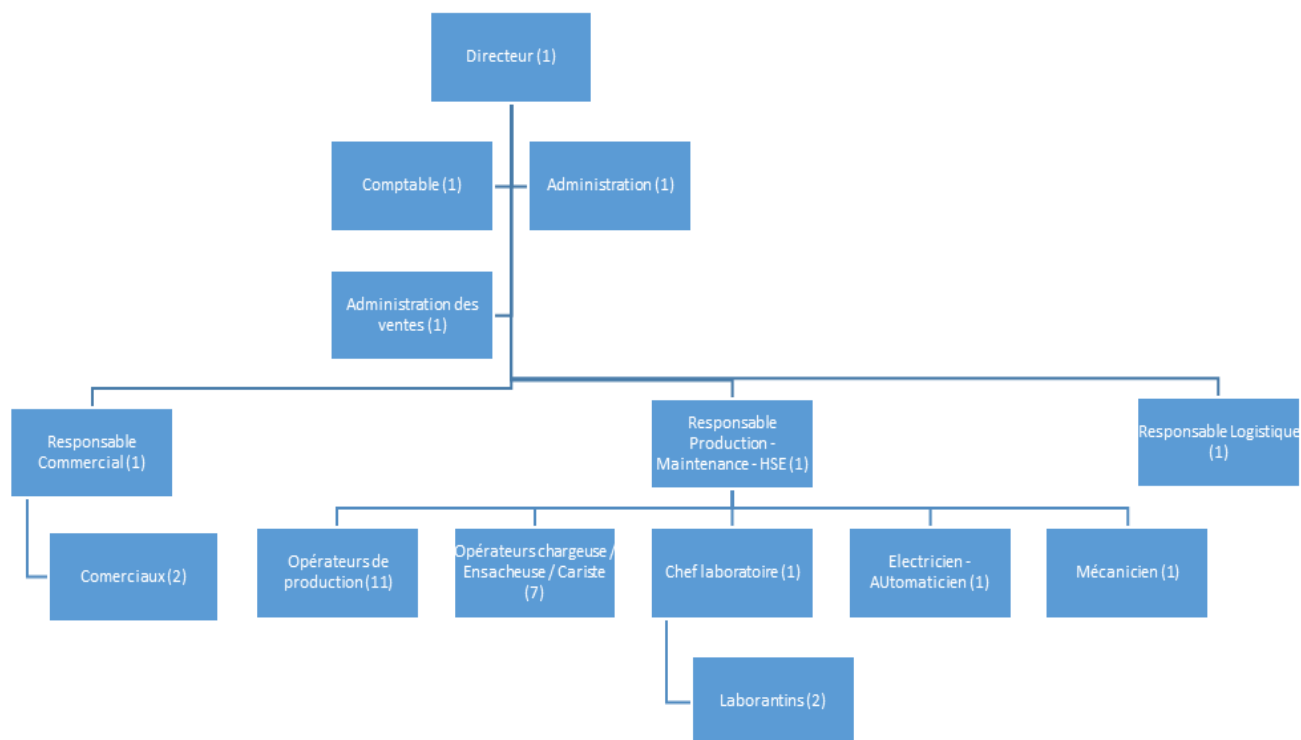 Directeur (1)
Comptable (1)
Administration (1)
Administration des
ventes (1)
Responsable
Commercial (1)
Responsable
Production -
Maintenance - HSE (1)
Responsable Logistique
(1)
Comerciaux (2)
Opérateurs de
production (11)
Opérateurs chargeuse /
Ensacheuse / Cariste
(7)
Chef laboratoire (1)
Electricien -
AUtomaticien (1)
Mécanicien (1)
Laborantins (2)